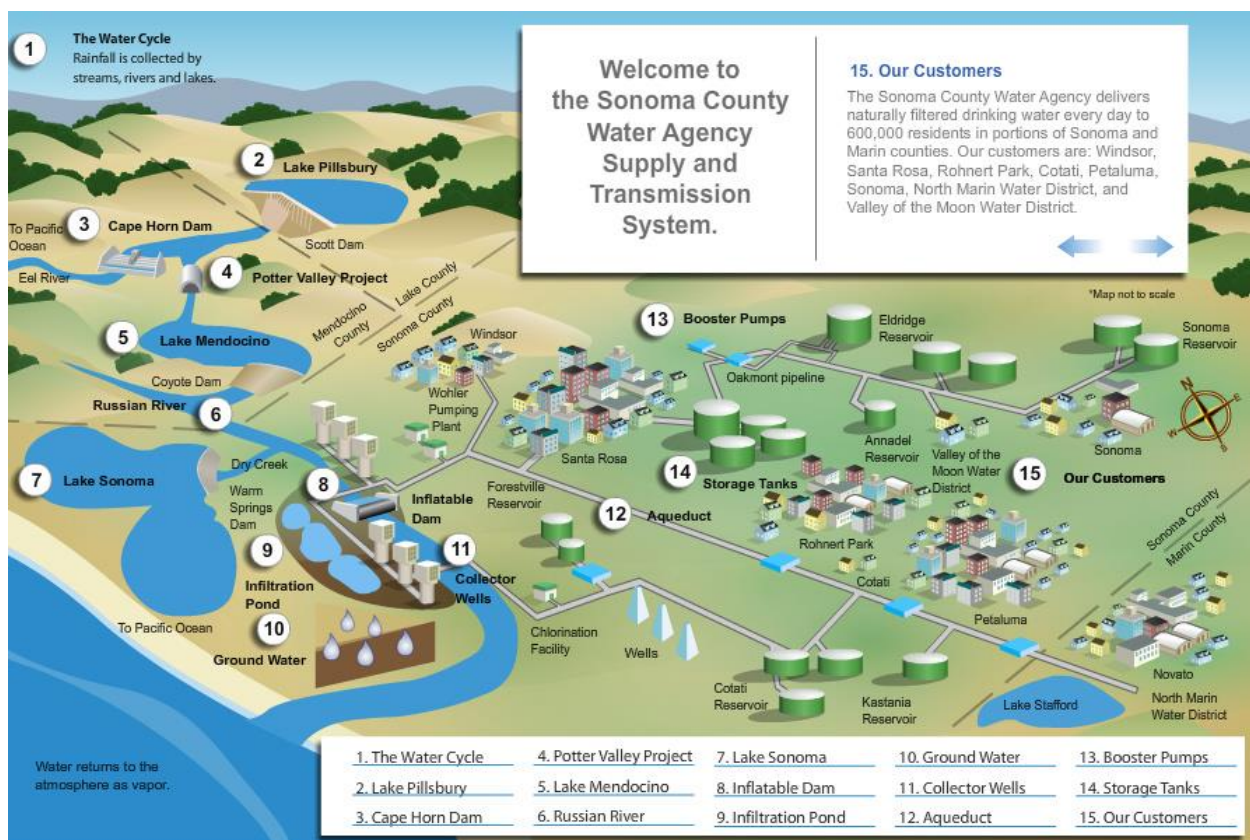 1
The Water Cycle
Rainfall is collected by
streams, rivers and lakes.
Welcome to
the Sonoma County
Water Agency
Supply and
Transmission
System.
15. Our Customers
The Sonoma County Water Agency delivers
naturally filtered drinking water every day to
600,000 residents in portions of Sonoma and
Marin counties. Our customers are: Windsor,
Santa Rosa, Rohnert Park, Cotati, Petaluma,
Sonoma, North Marin Water District, and
Valley of the Moon Water District.
*Map not to scale
2
Lake Pillsbury
Scott Dam
3
Cape Horn Dam
To Pacific
Ocean
Eel River
4
Potter Valley Project
Lake County
Mendocino
County
Sonoma County
5
Lake Mendocino
Coyote Dam
Russian River
6
Windsor
Wohler
Pumping
Plant
13
Booster Pumps
Oakmont pipeline
Eldridge
Reservoir
Sonoma
Reservoir
N
E
S
W
7
Lake Sonoma
Dry Creek
Warm
Springs
Dam
8
Inflatable
Dam
Santa Rosa
Forestville
Reservoir
14
Storage Tanks
Annadel
Reservoir
Valley of the
Moon Water
District
Sonoma
15
Our Customers
12
Aqueduct
Rohnert Park
Cotati
Petaluma
Sonoma County
Marin County
9
Infiltration
Pond
11
Collector
Wells
10
Ground Water
To Pacific Ocean
Chlorination
Facility
Wells
Cotati
Reservoir
Kastania
Reservoir
Lake Stafford
Novato
North Marin
Water District
Water returns to the
atmosphere as vapor.
1. The Water Cycle
2. Lake Pillsbury
3. Cape Horn Dam
4. Potter Valley Project
5. Lake Mendocino
6. Russian River
7. Lake Sonoma
8. Inflatable Dam
9. Infiltration Pond
10. Ground Water
11. Collector Wells
12. Aqueduct
13. Booster Pumps
14. Storage Tanks
15. Our Customers